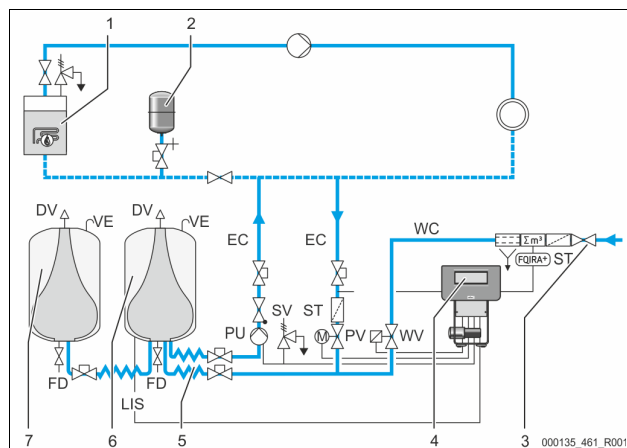 1
2
DV
VE
DV
VE
EC
EC
WC
Σm³
FQIRA+
ST
ST
SV
PU
M
PV
WV
FD
FD
LIS
7
6
5
4
3
000135_461_R001